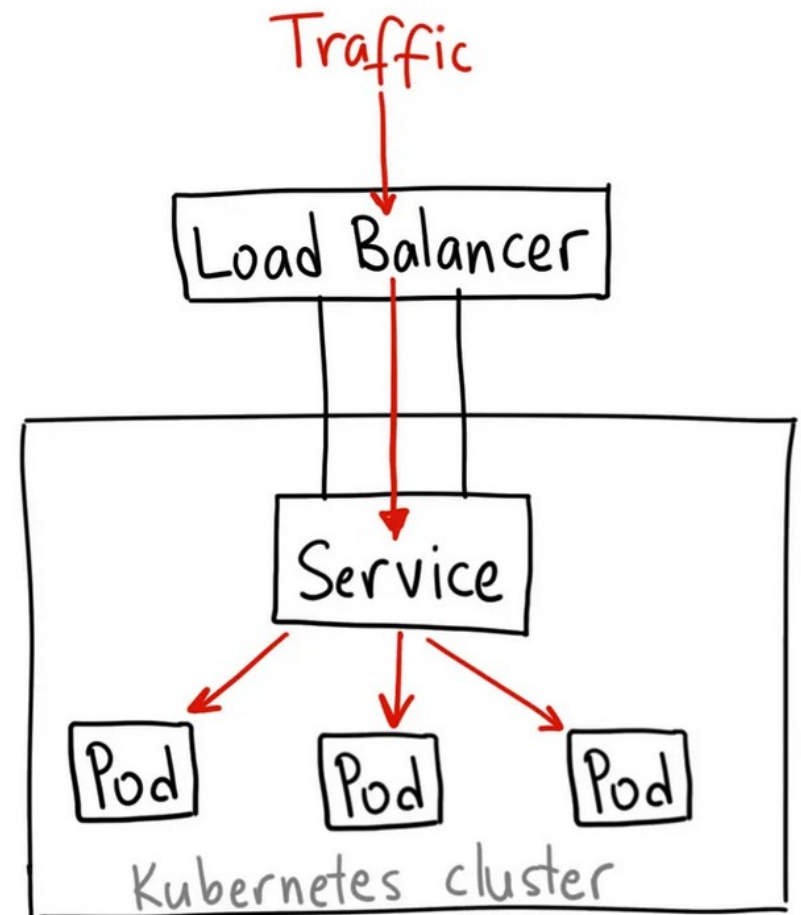 Traffic
Load Balancer
Service
Pod
Pod
Pod
Kubernetes cluster